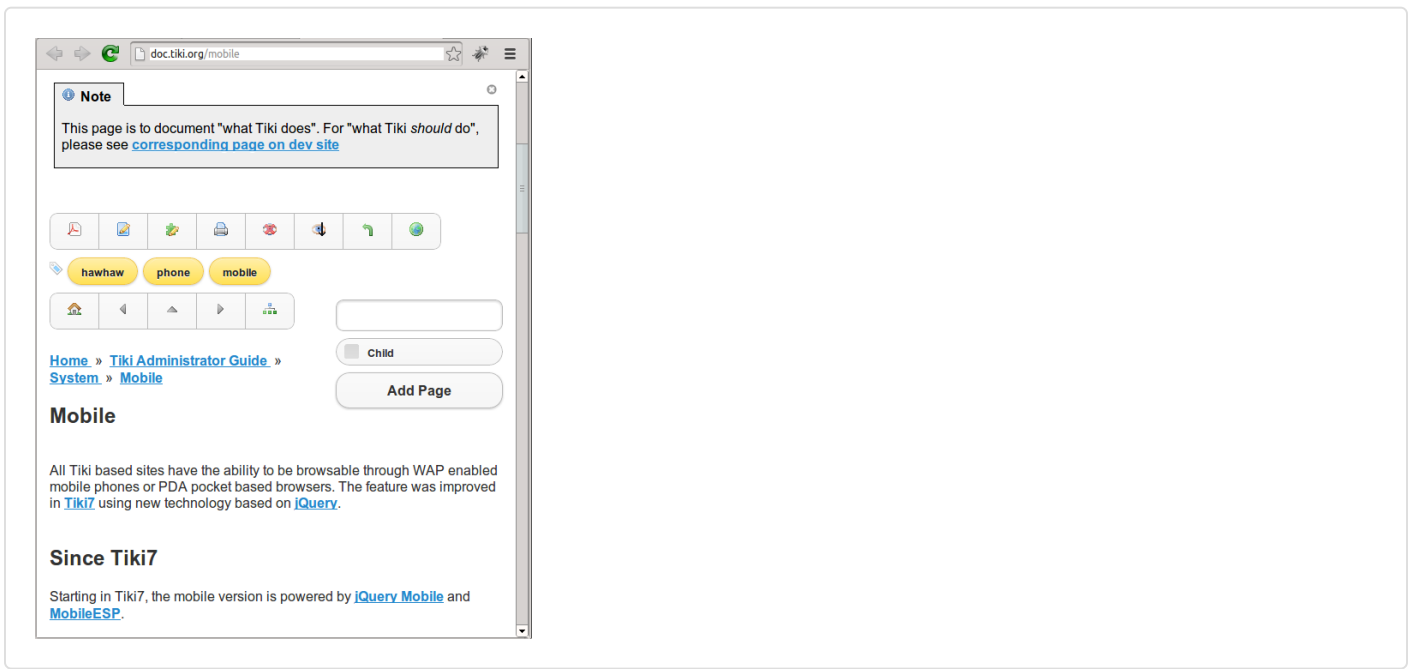 doc.tiki.org/mobile
Note
This page is to document "what Tiki does". For "what Tiki should do",
please see corresponding page on dev site
hawhaw phone mobile
Child
Home » Tiki Administrator Guide »
System » Mobile
Add Page
Mobile
All Tiki based sites have the ability to be browsable through WAP enabled
mobile phones or PDA pocket based browsers. The feature was improved
in Tiki7 using new technology based on jQuery.
Since Tiki7
Starting in Tiki7, the mobile version is powered by jQuery Mobile and
MobileESP.